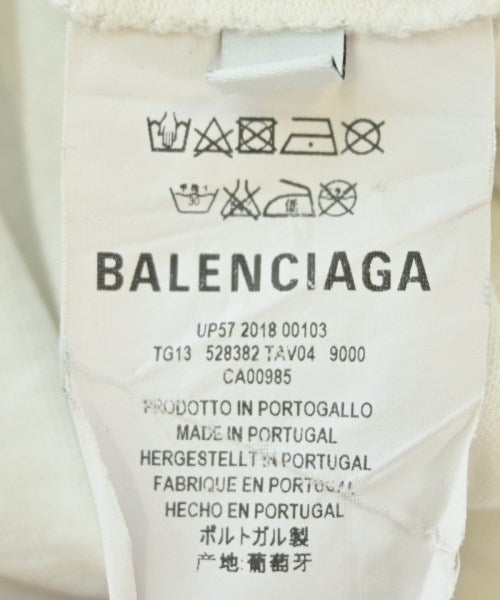 BALENCIAGA
UP57 2018 00103
TG13 528382 TAV04 9000
CA00985
PRODOTTO IN PORTOGALLO
MADE IN PORTUGAL
HERGESTELLT IN PORTUGAL
FABRIQUE EN PORTUGAL
HECHO EN PORTUGAL
ポルトガル製
产地:葡萄牙